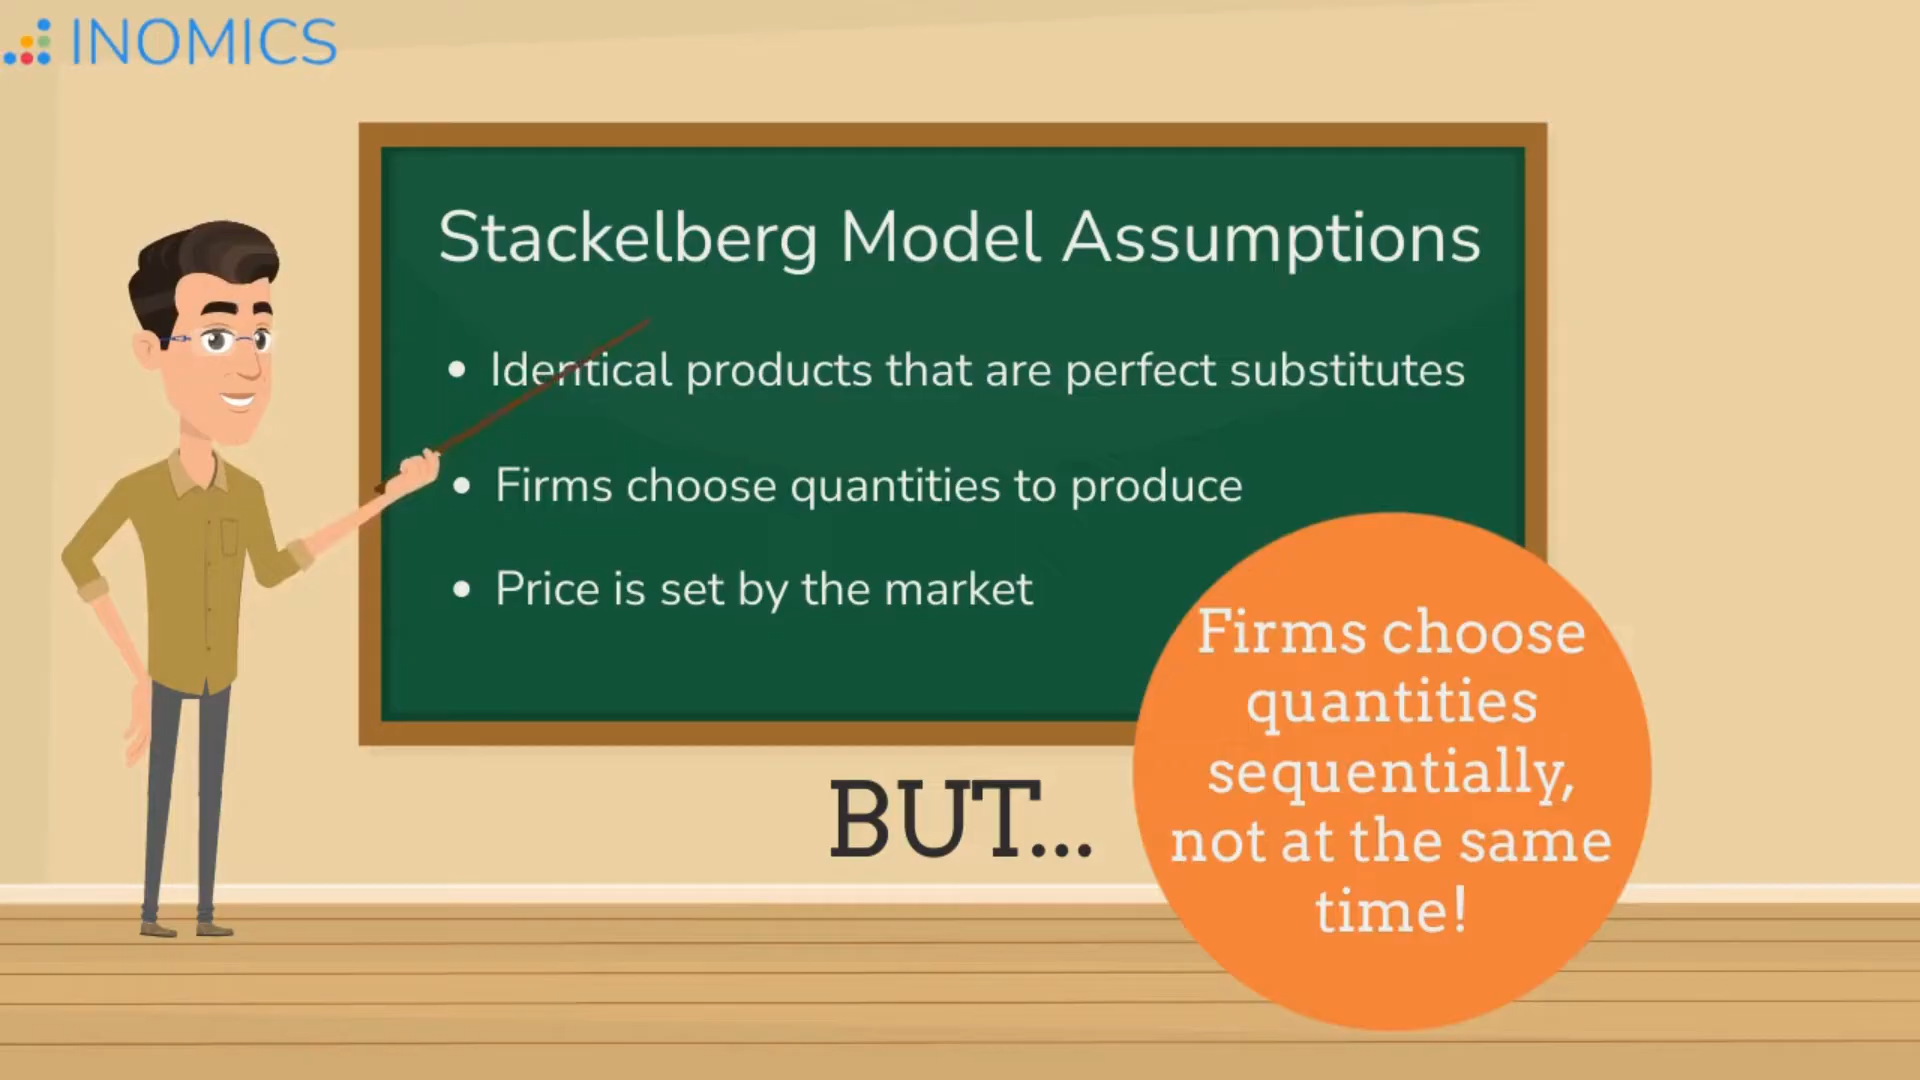 INOMICS
Stackelberg Model Assumptions
• Identical products that are perfect substitutes
• Firms choose quantities to produce
• Price is set by the market
BUT...
Firms choose
quantities
sequentially,
not at the same
time!